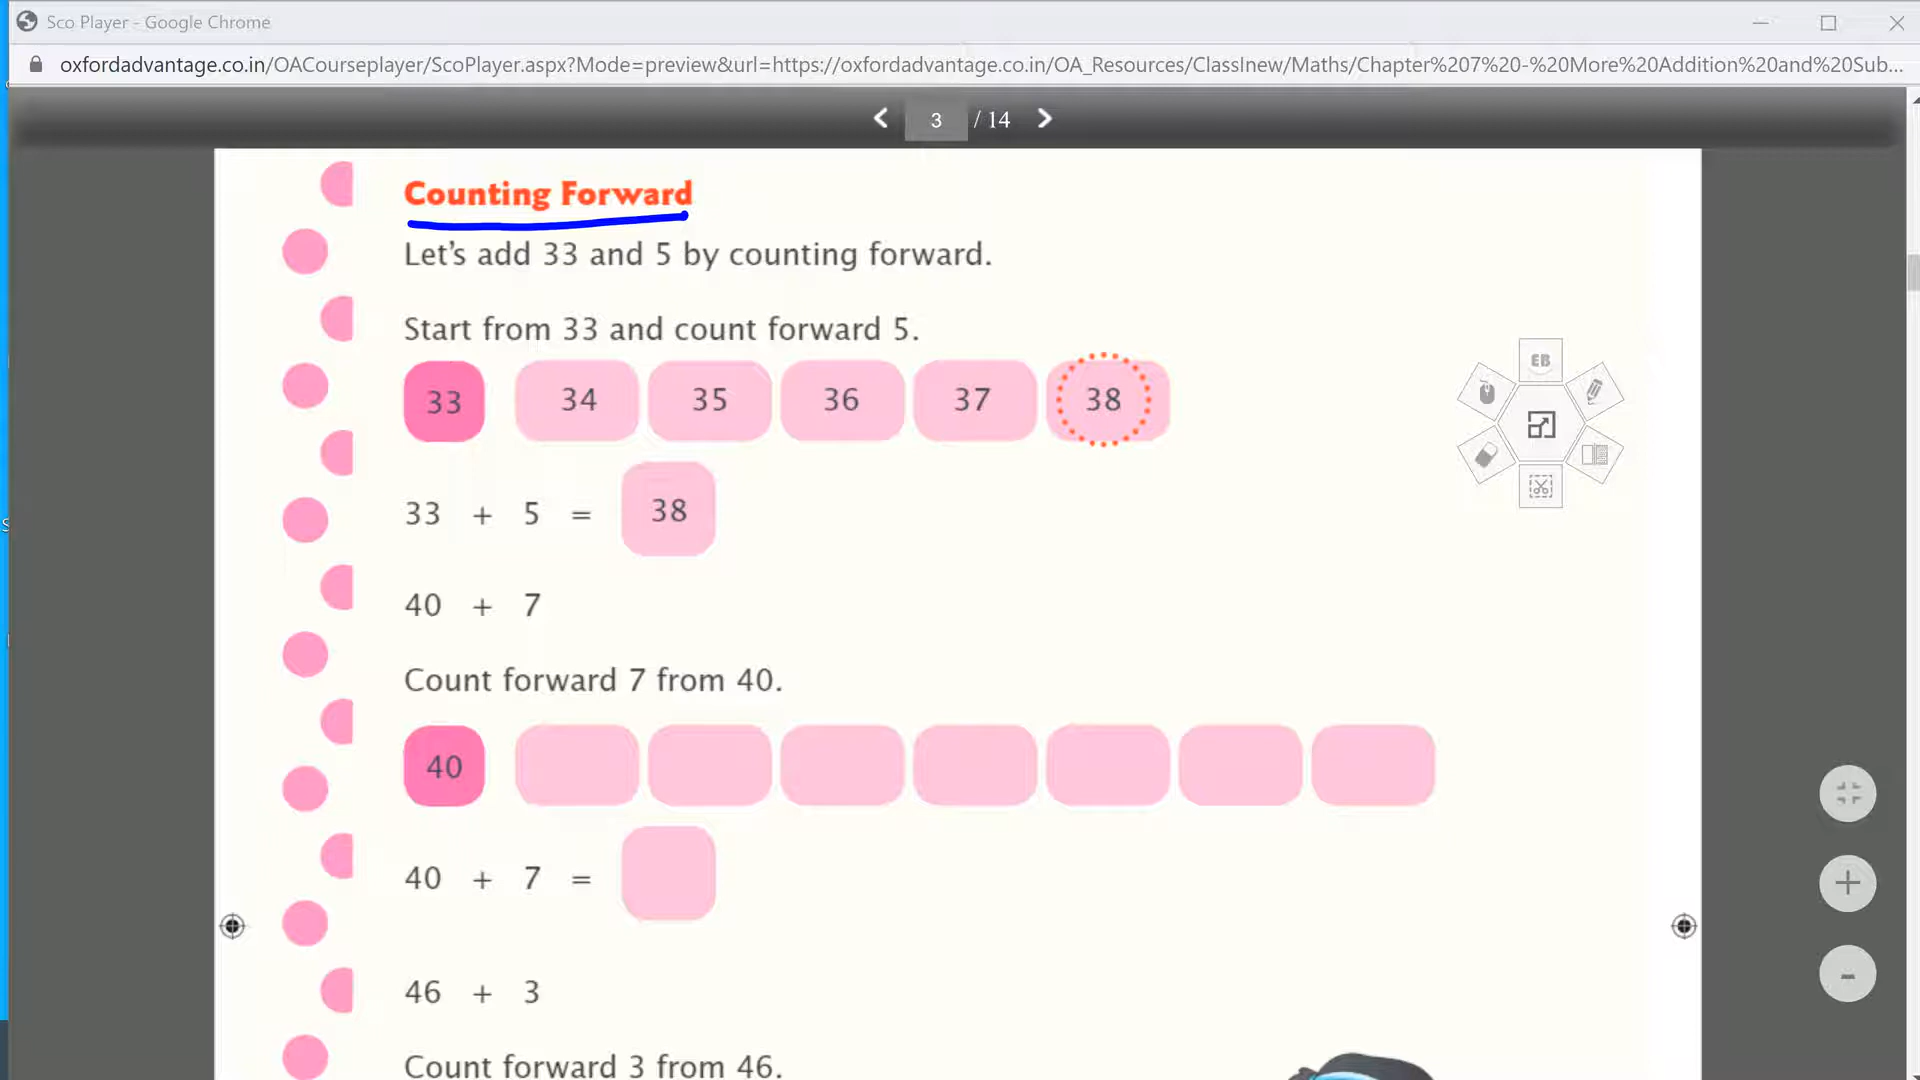 Sco Player - Google Chrome
oxfordadvantage.co.in/OACourseplayer/ScoPlayer.aspx?Mode=preview&url=https://oxfordadvantage.co.in/OA_Resources/ClassInew/Maths/Chapter%207%20-%20More%20Addition%20and%20Sub...
3 / 14
Counting Forward
Let's add 33 and 5 by counting forward.
Start from 33 and count forward 5.
33 34 35 36 37 38
EB
33 + 5 = 38
40 + 7
Count forward 7 from 40.
40
40 + 7 =
46 + 3
Count forward 3 from 46.